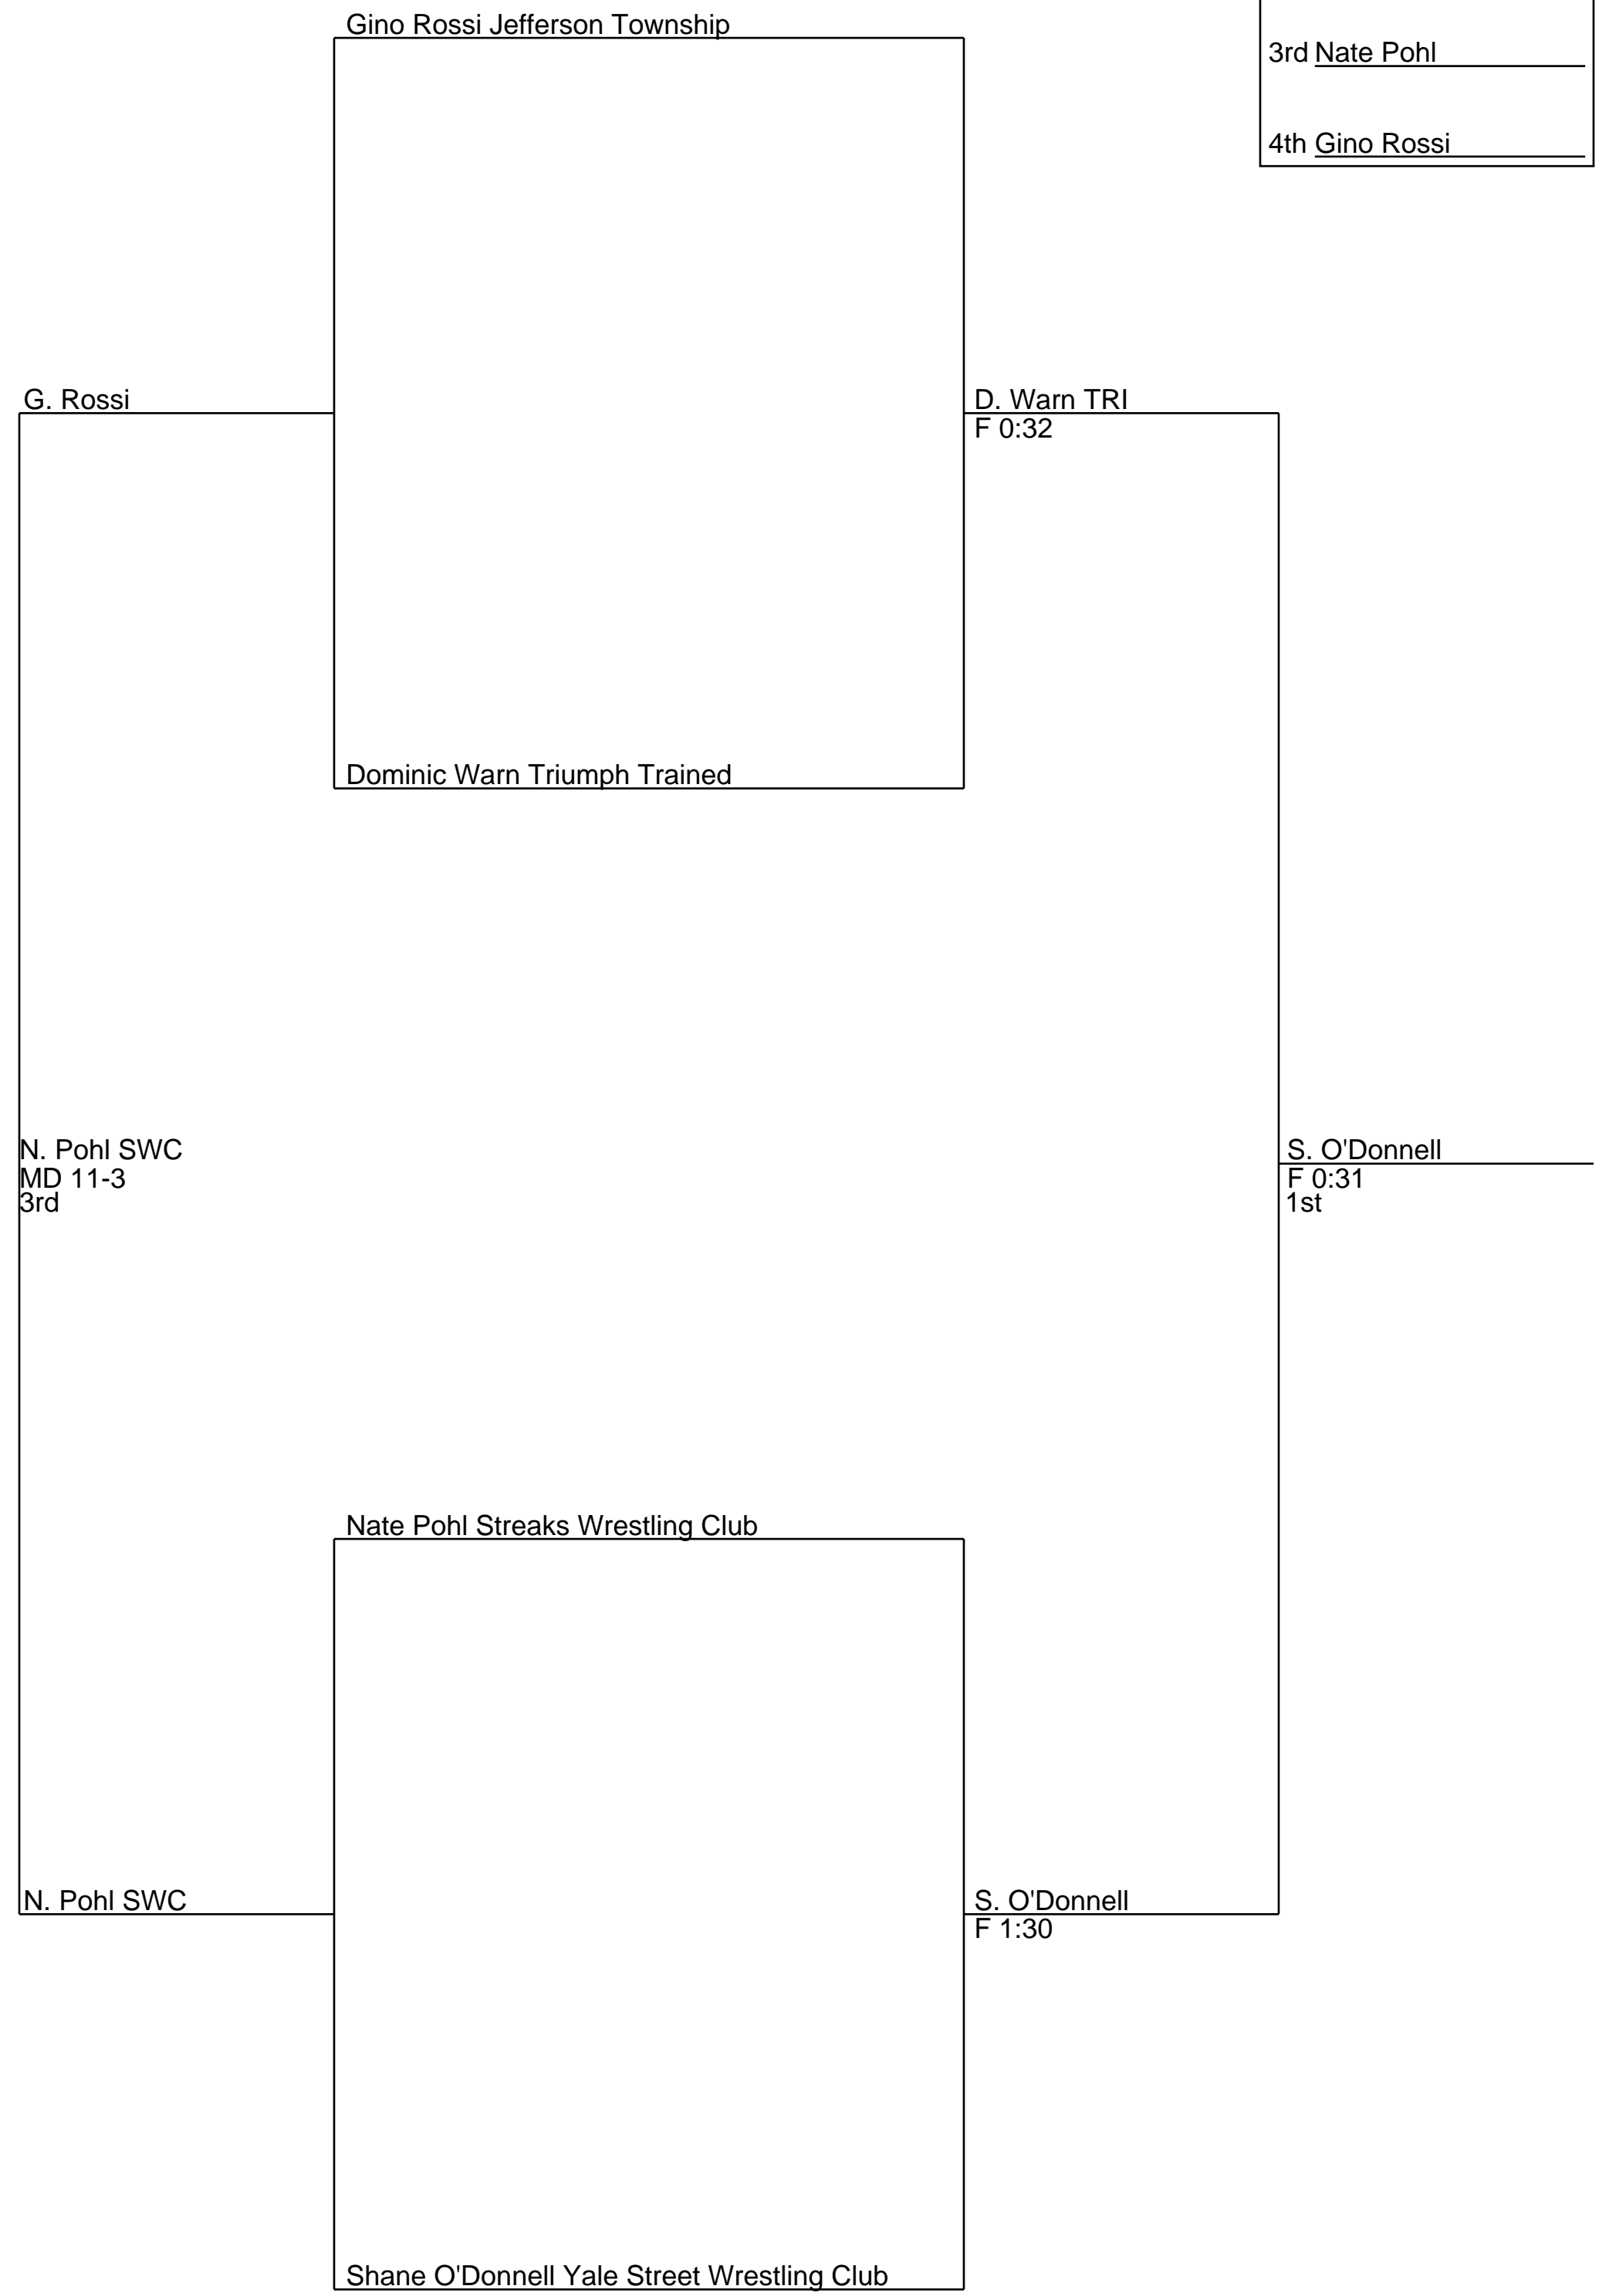 Gino Rossi Jefferson Township
3rd Nate Pohl
4th Gino Rossi
G. Rossi
D. Warn TRI
F 0:32
Dominic Warn Triumph Trained
N. Pohl SWC
MD 11-3
3rd
S. O'Donnell
F 0:31
1st
Nate Pohl Streaks Wrestling Club
N. Pohl SWC
S. O'Donnell
F 1:30
Shane O'Donnell Yale Street Wrestling Club